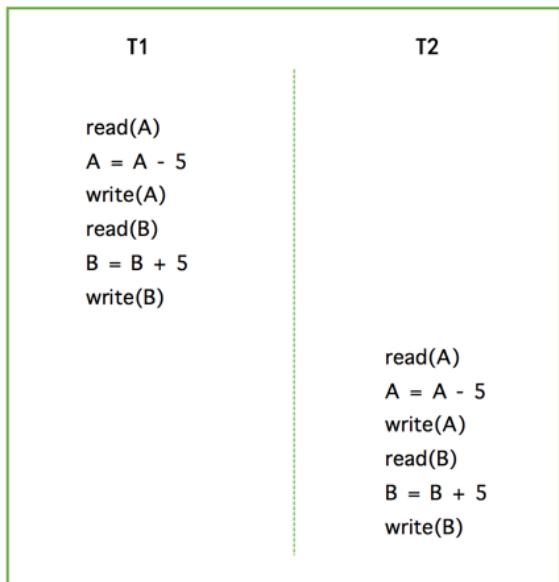 T1 T2
read(A)
A = A - 5
write(A)
read(B)
B = B + 5
write(B)
read(A)
A = A - 5
write(A)
read(B)
B = B + 5
write(B)